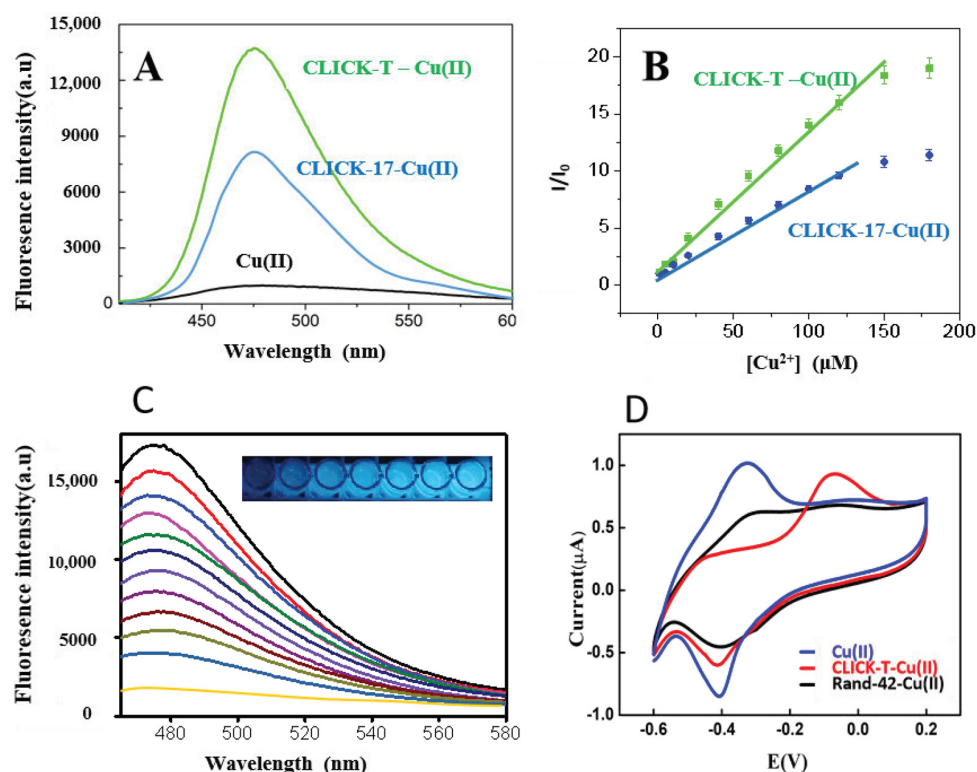 A
Fluoresence intensity(a.u)
15,000
12,000
9000
6000
3000
0
CLICK-T – Cu(II)
CLICK-17-Cu(II)
Cu(II)
450
500
550
60
Wavelength (nm)
B
I/I0
20
15
10
5
0
CLICK-T –Cu(II)
CLICK-17-Cu(II)
0
50
100
150
200
[Cu²⁺] (µM)
C
Fluoresence intensity(a.u)
15,000
10,000
5000
0
480
500
520
540
560
580
Wavelength (nm)
D
Current(µA)
1.0
0.5
0.0
-0.5
-1.0
Cu(II)
CLICK-T-Cu(II)
Rand-42-Cu(II)
-0.6
-0.4
-0.2
0.0
0.2
E(V)